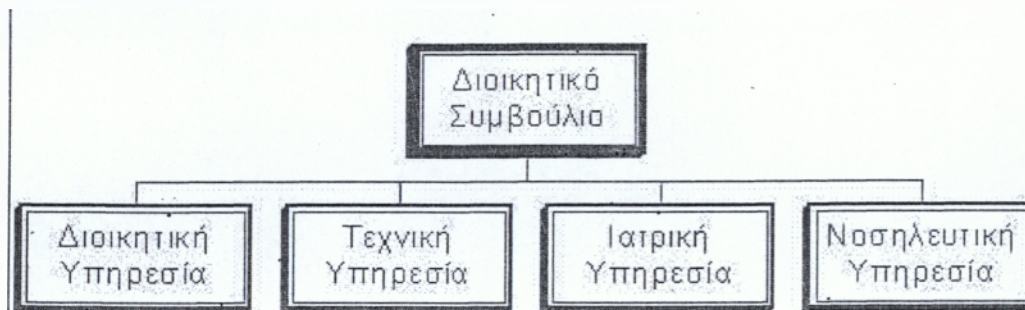 Διοικητικό
Συμβούλιο
Διοικητική
Υπηρεσία
Τεχνική
Υπηρεσία
Ιατρική
Υπηρεσία
Νοσηλευτική
Υπηρεσία